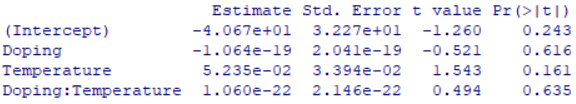 Estimate Std. Error t value Pr(>|t|)
(Intercept) -4.067e+01 3.227e+01 -1.260 0.243
Doping -1.064e-19 2.041e-19 -0.521 0.616
Temperature 5.235e-02 3.394e-02 1.543 0.161
Doping:Temperature 1.060e-22 2.146e-22 0.494 0.635